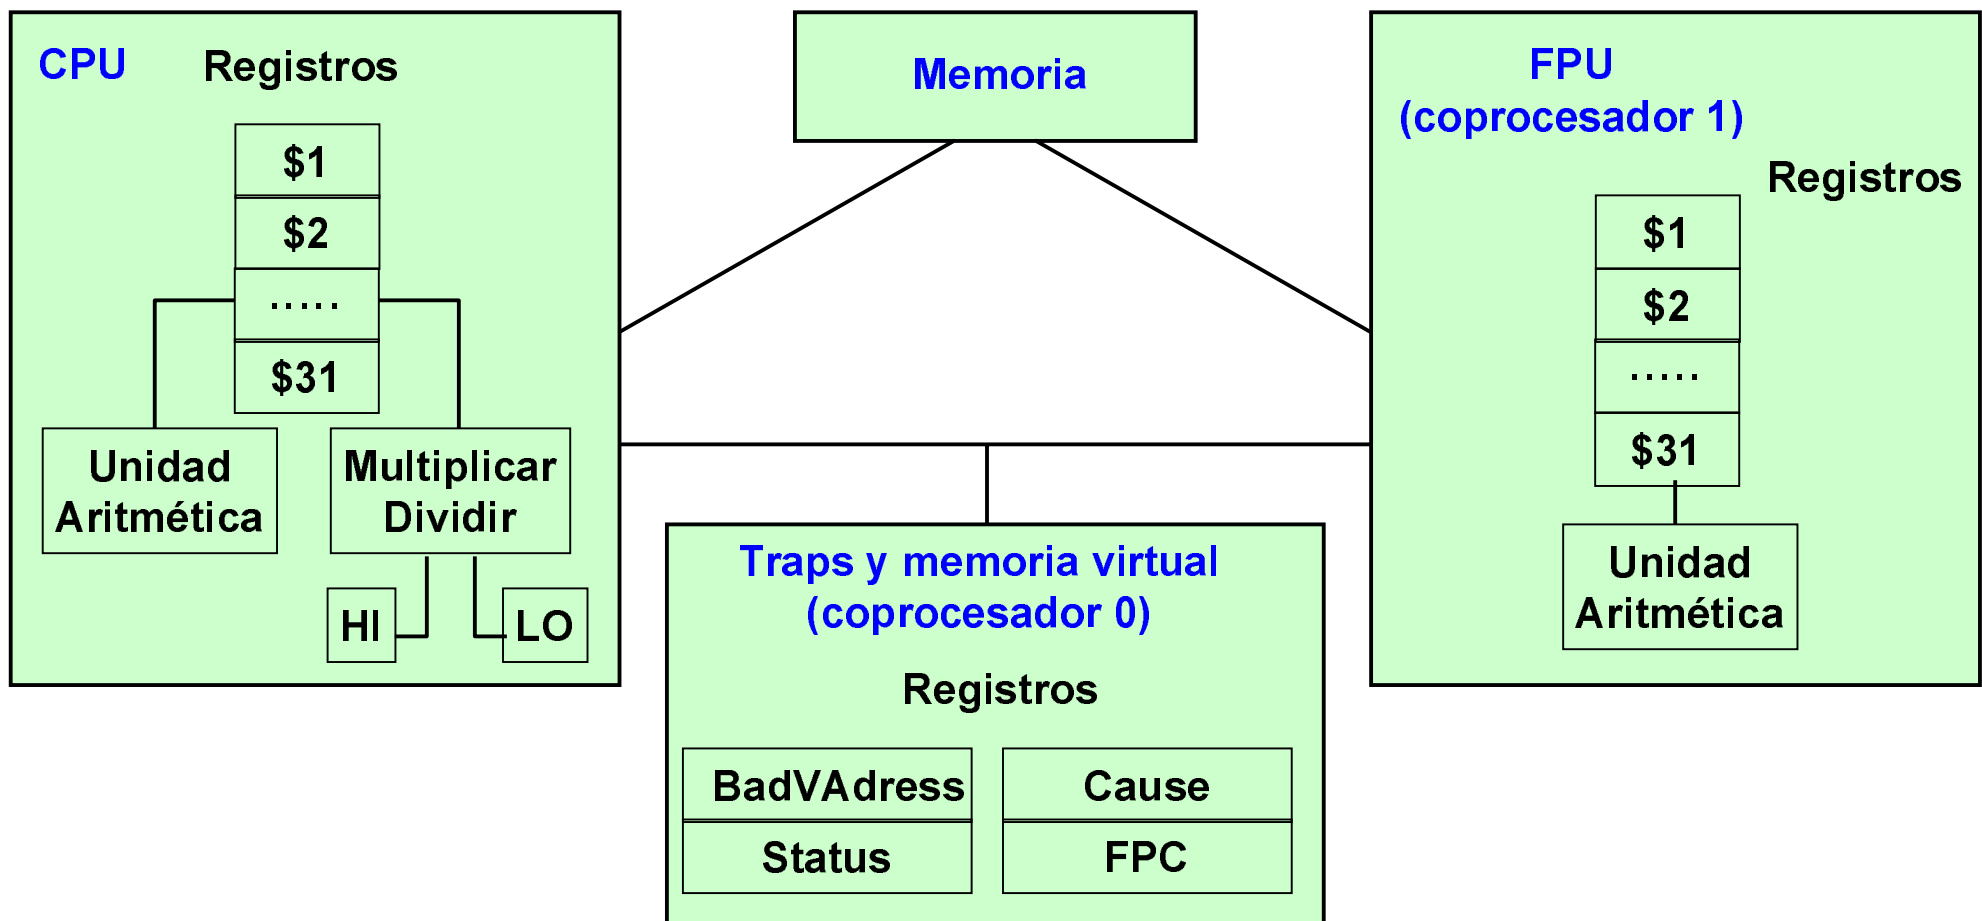 CPU
Registros
$1
$2
.....
$31
Unidad
Aritmética
Multiplicar
Dividir
HI
LO
Memoria
FPU
(coprocesador 1)
Registros
$1
$2
.....
$31
Unidad
Aritmética
Traps y memoria virtual
(coprocesador 0)
Registros
BadVAdress
Cause
Status
FPC